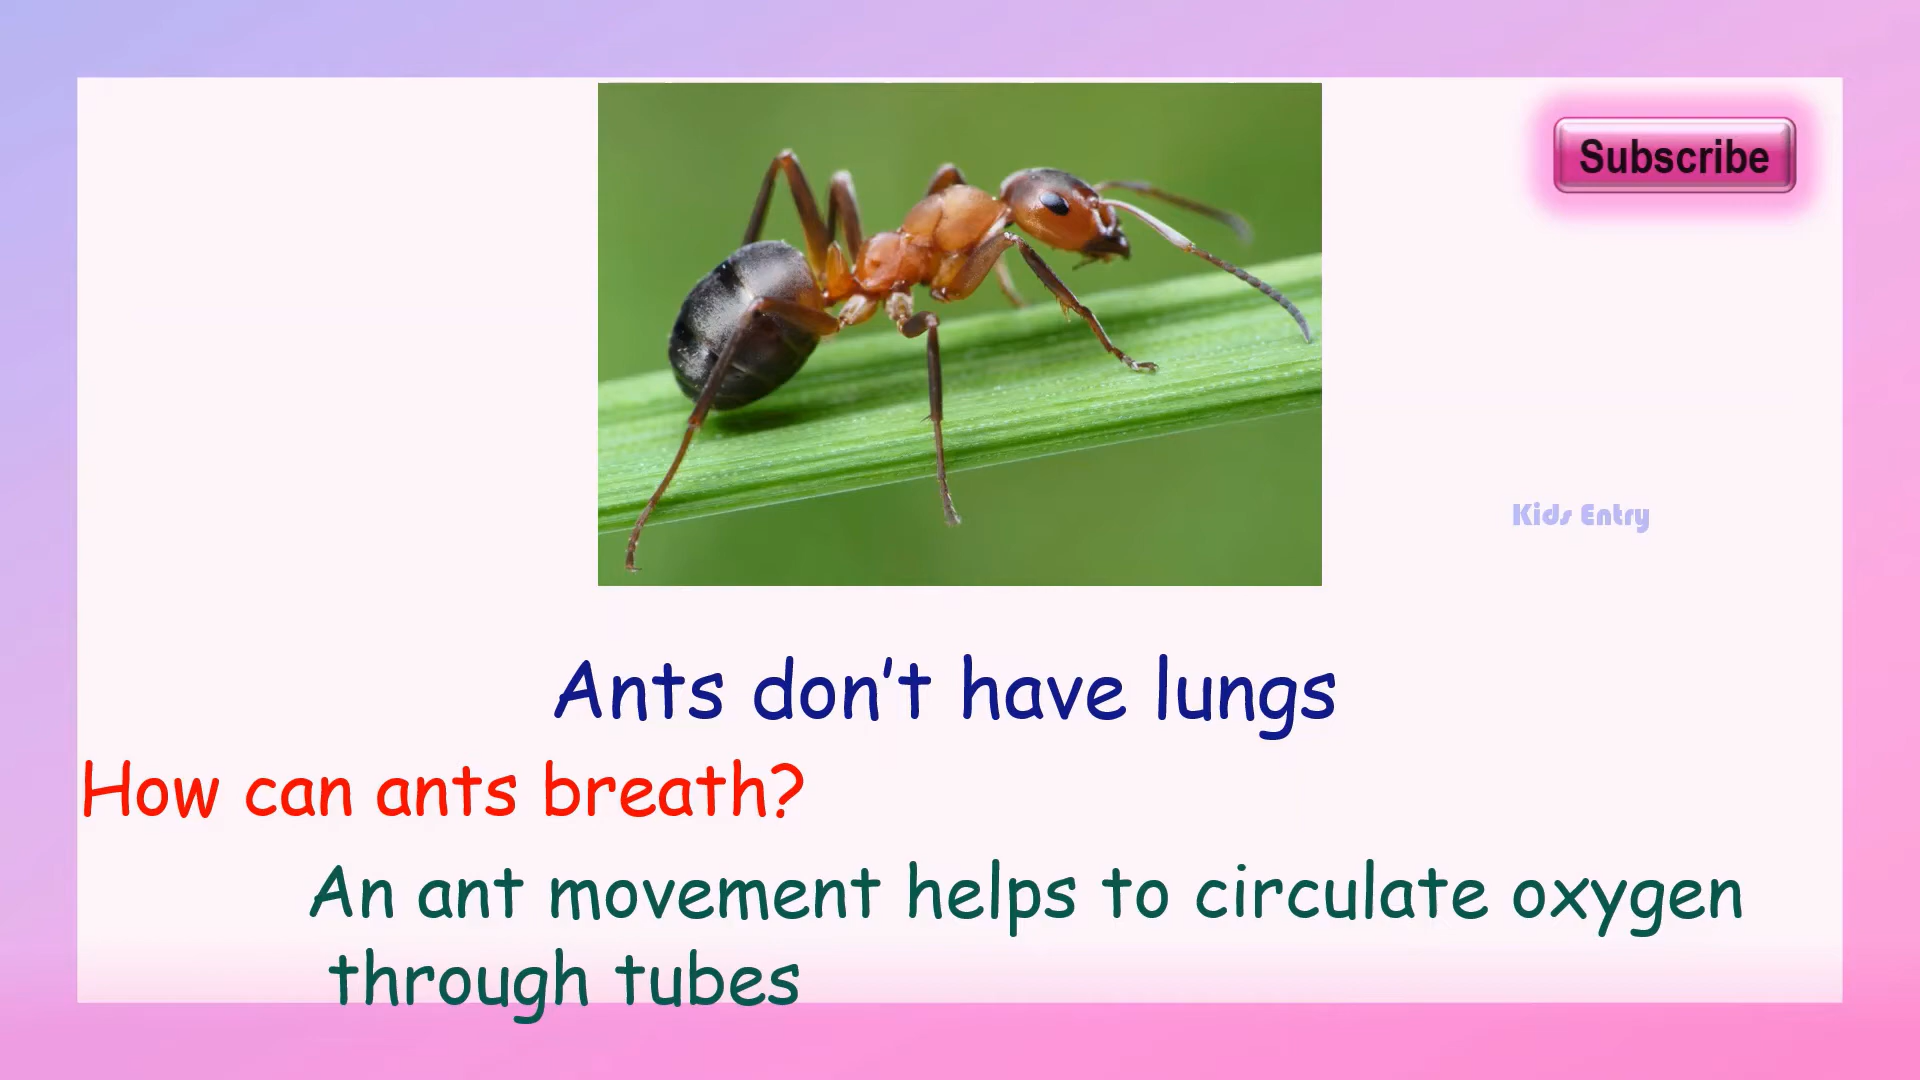 Subscribe
Kids Entry
Ants don't have lungs
How can ants breath?
An ant movement helps to circulate oxygen
through tubes